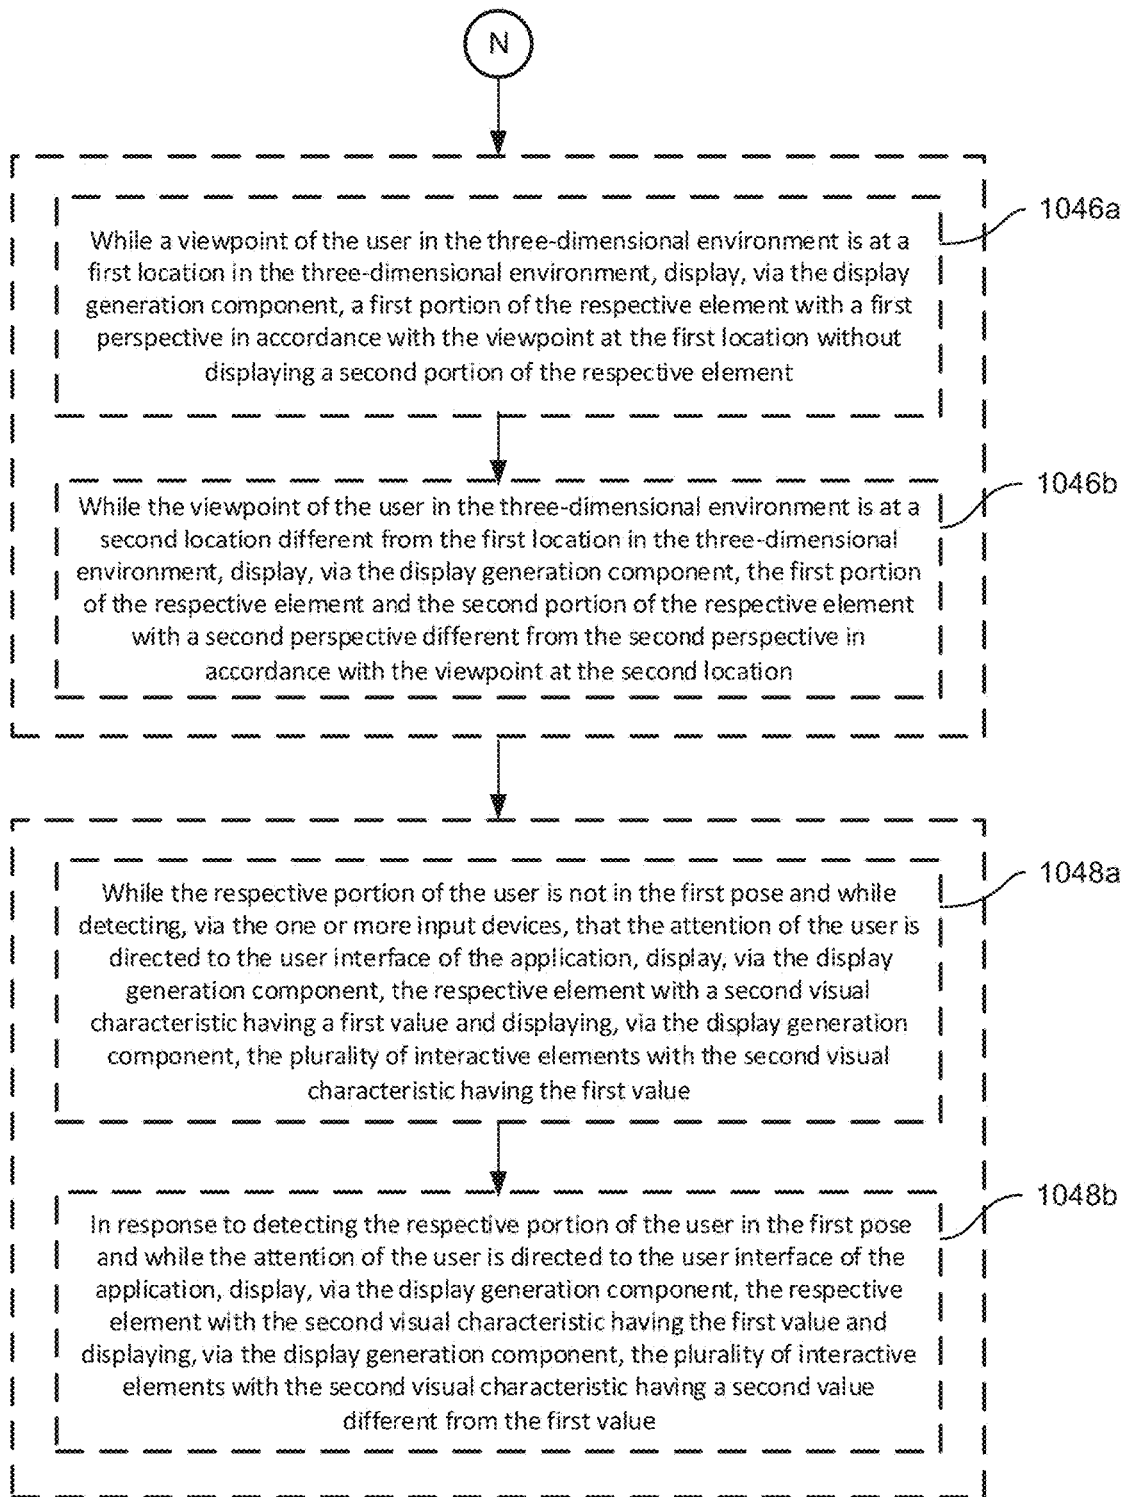 N
1046a
While a viewpoint of the user in the three-dimensional environment is at a
first location in the three-dimensional environment, display, via the display
generation component, a first portion of the respective element with a first
perspective in accordance with the viewpoint at the first location without
displaying a second portion of the respective element
1046b
While the viewpoint of the user in the three-dimensional environment is at a
second location different from the first location in the three-dimensional
environment, display, via the display generation component, the first portion
of the respective element and the second portion of the respective element
with a second perspective different from the second perspective in
accordance with the viewpoint at the second location
1048a
While the respective portion of the user is not in the first pose and while
detecting, via the one or more input devices, that the attention of the user is
directed to the user interface of the application, display, via the display
generation component, the respective element with a second visual
characteristic having a first value and displaying, via the display generation
component, the plurality of interactive elements with the second visual
characteristic having the first value
1048b
In response to detecting the respective portion of the user in the first pose
and while the attention of the user is directed to the user interface of the
application, display, via the display generation component, the respective
element with the second visual characteristic having the first value and
displaying, via the display generation component, the plurality of interactive
elements with the second visual characteristic having a second value
different from the first value